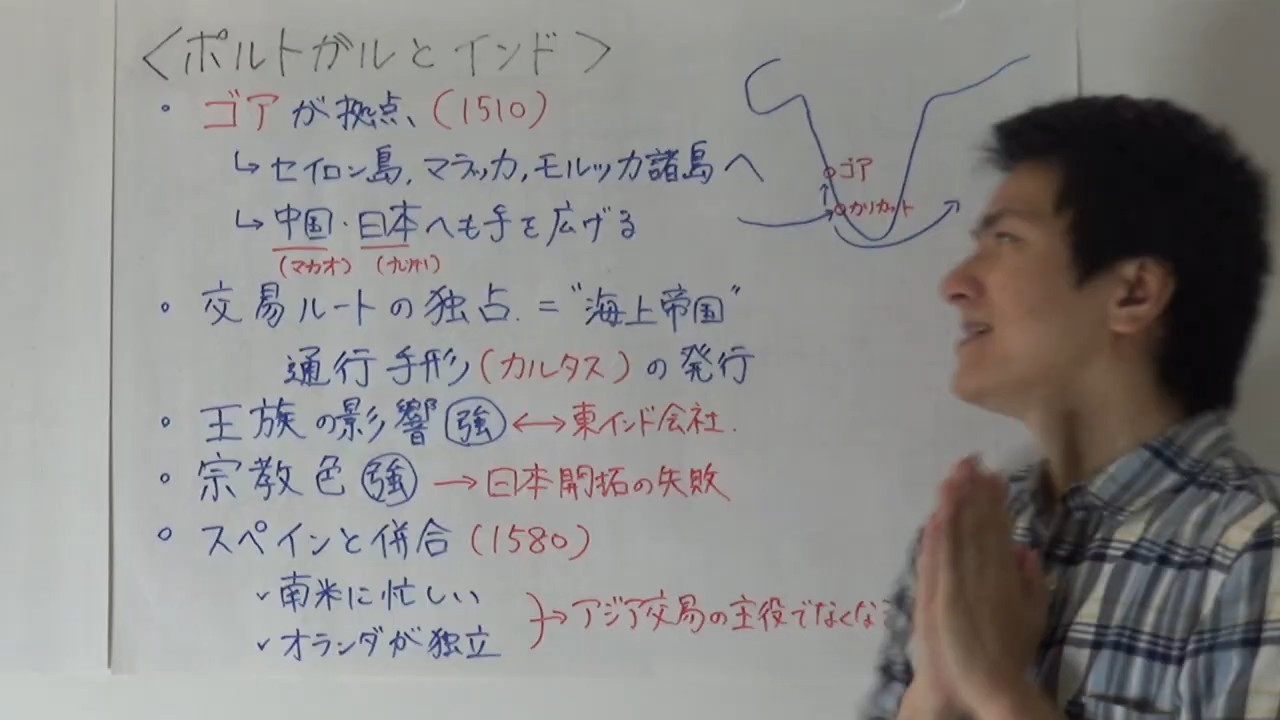 ＜ポルトガルとインド＞
・ゴアが拠点、(1510)
↳セイロン島,マラッカ,モルッカ諸島へ
↳中国・日本へも手を広げる
(マカオ) (九州)
・交易ルートの独占.="海上帝国"
通行手形(カルタス)の発行
・王族の影響強↔東インド会社.
・宗教色強→日本開拓の失敗
・スペインと併合(1580)
✓南米に忙しい
✓オランダが独立
}→アジア交易の主役でなくな
ゴア
カリカット